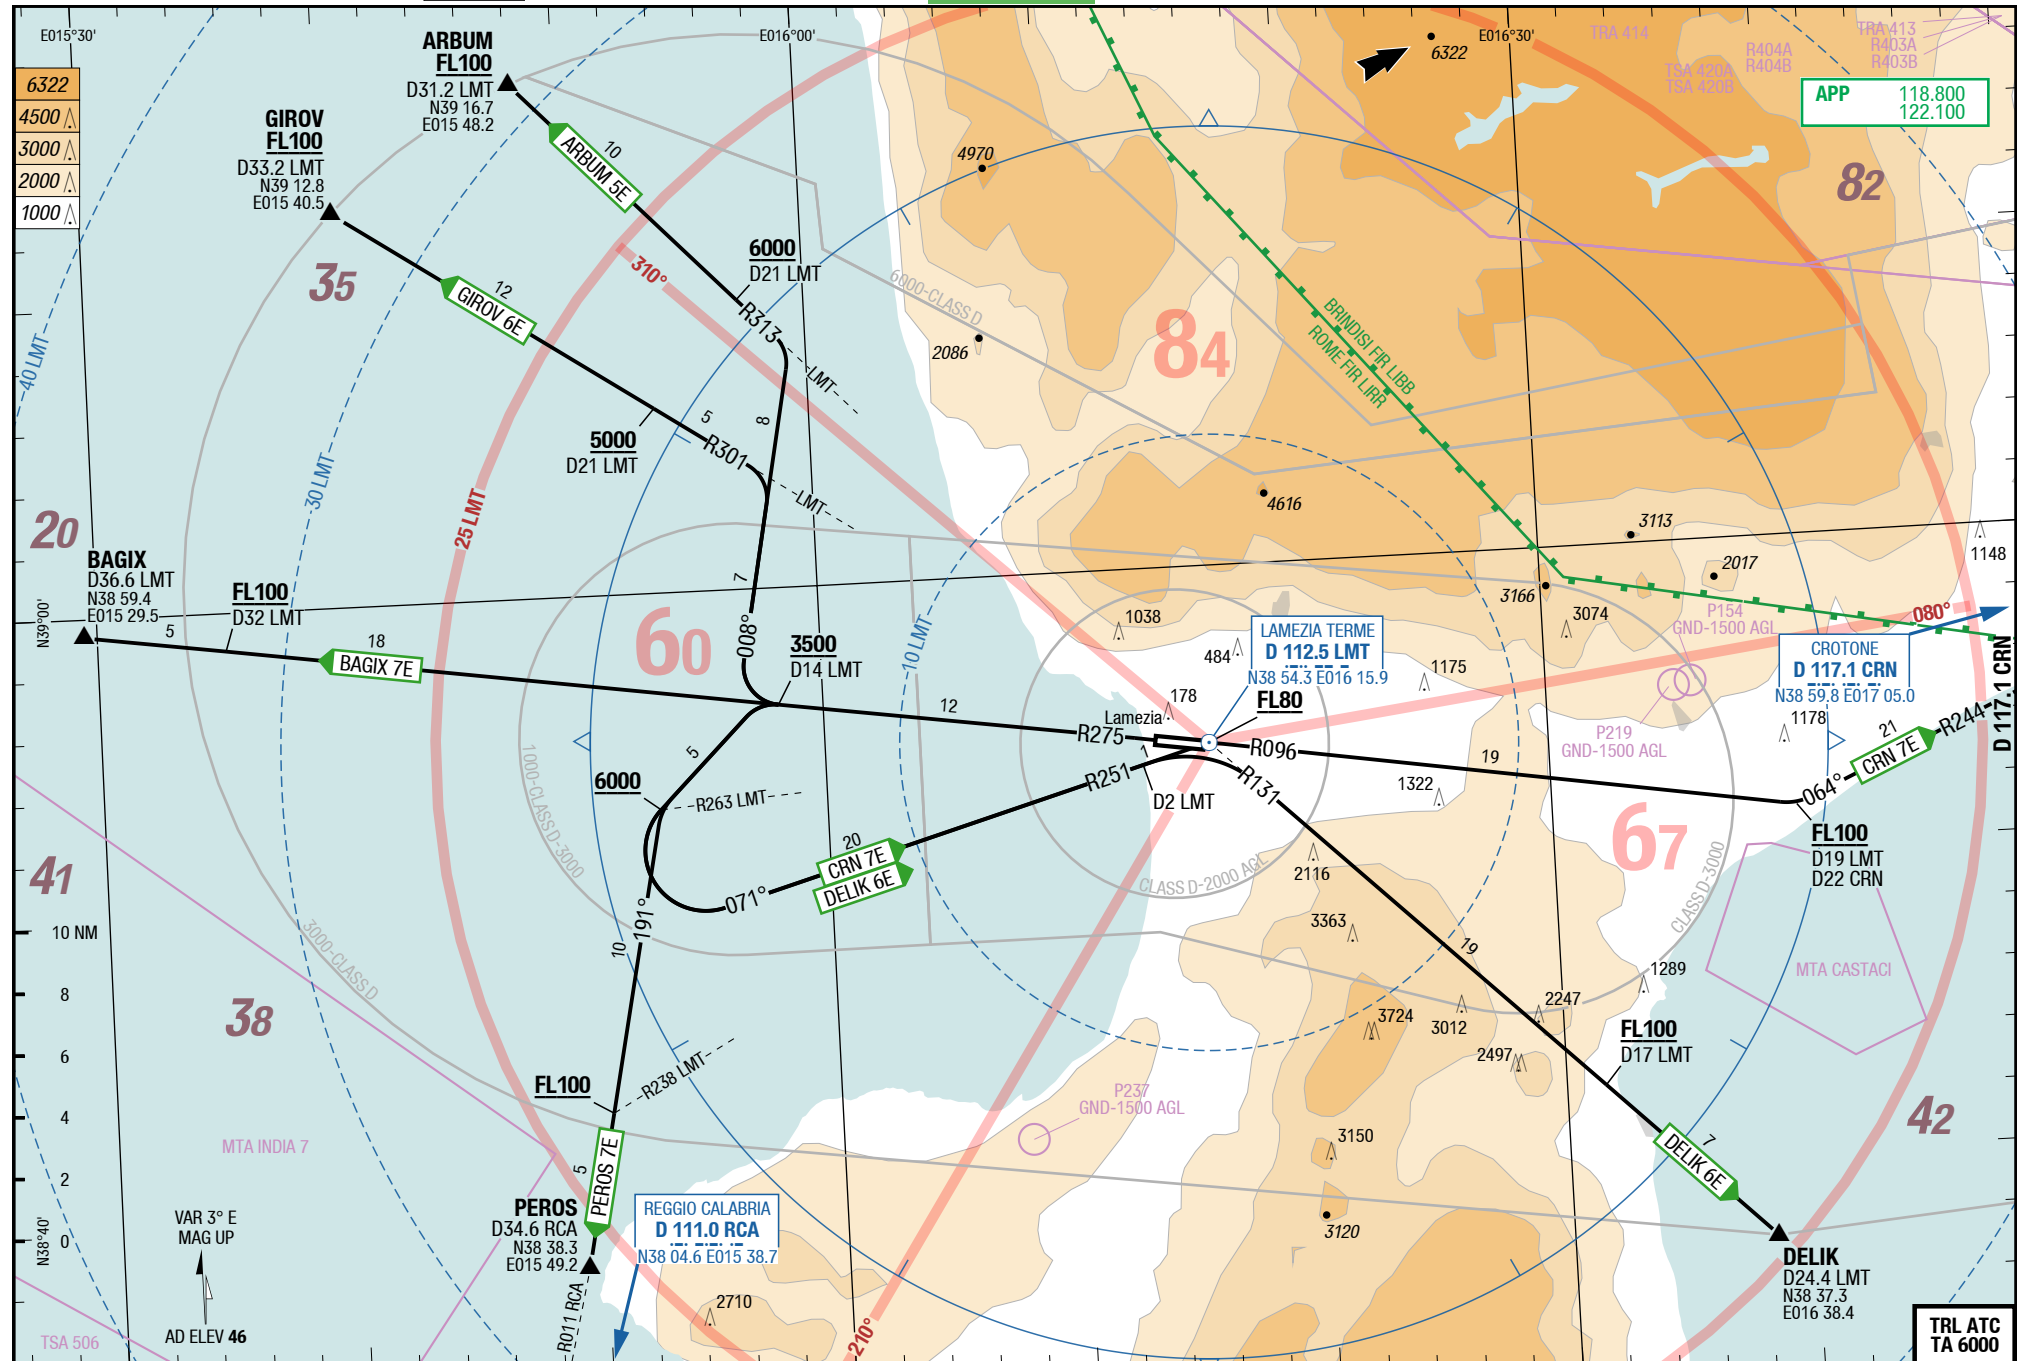 E015°30'
ARBUM
FL100
D31.2 LMT
N39 16.7
E015 48.2
E016°00'
6322
E016°30'
TRA 414
TSA 420A
TSA 420B
R404A
R404B
TRA 413
R403A
R403B
APP 118.800
122.100
6322
4500
3000
2000
1000
GIROV
FL100
D33.2 LMT
N39 12.8
E015 40.5
10
ARBUM 5E
4970
82
35
12
GIROV 6E
310°
6000
D21 LMT
R313
LMT
6000-CLASS D
2086
84
BRINDISI FIR LIBB
ROME FIR LIRR
40 LMT
30 LMT
25 LMT
5000
D21 LMT
5
R301
LMT
8
4616
3113
2017
1148
20
BAGIX
D36.6 LMT
N38 59.4
E015 29.5
FL100
D32 LMT
N39°00'
5
18
BAGIX 7E
7
008°
60
3500
D14 LMT
10 LMT
12
1038
484
178
LAMEZIA TERME
D 112.5 LMT
N38 54.3 E016 15.9
FL80
1175
3166
3074
P154
GND-1500 AGL
080°
CROTONE
D 117.1 CRN
N38 59.8 E017 05.0
1178
D 117.1 CRN
P219
GND-1500 AGL
Lamezia
R275
R096
19
21
CRN 7E
R244
064°
1
R251
D2 LMT
R131
1322
67
FL100
D19 LMT
D22 CRN
5
6000
R263 LMT
1000-CLASS D-3000
20
CRN 7E
DELIK 6E
071°
CLASS D-2000 AGL
2116
3363
CLASS D-3000
41
10 NM
8
6
4
2
0
3000-CLASS D
38
191°
10
19
1289
MTA CASTACI
2247
3724
3012
2497
FL100
D17 LMT
FL100
R238 LMT
P237
GND-1500 AGL
3150
3120
42
7
DELIK 6E
MTA INDIA 7
5
PEROS 7E
PEROS
D34.6 RCA
N38 38.3
E015 49.2
REGGIO CALABRIA
D 111.0 RCA
N38 04.6 E015 38.7
R011 RCA
2710
210°
N38°40'
VAR 3° E
MAG UP
AD ELEV 46
TSA 506
DELIK
D24.4 LMT
N38 37.3
E016 38.4
TRL ATC
TA 6000